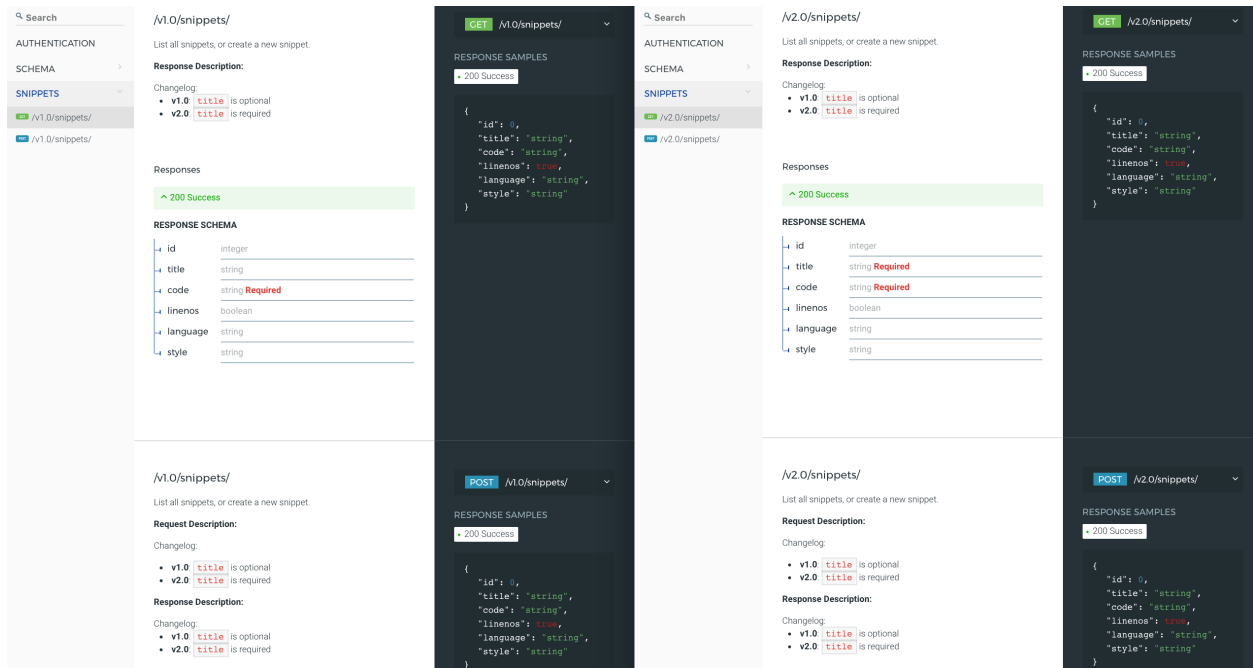 Search
AUTHENTICATION
SCHEMA
SNIPPETS
GET /v1.0/snippets/
POST /v1.0/snippets/
/v1.0/snippets/
List all snippets, or create a new snippet.
Response Description:
Changelog:
• v1.0: title is optional
• v2.0: title is required
Responses
200 Success
RESPONSE SCHEMA
id integer
title string
code string Required
linenos boolean
language string
style string
GET /v1.0/snippets/
RESPONSE SAMPLES
• 200 Success
{
"id": 0,
"title": "string",
"code": "string",
"linenos": true,
"language": "string",
"style": "string"
}
/v1.0/snippets/
List all snippets, or create a new snippet.
Request Description:
Changelog:
• v1.0: title is optional
• v2.0: title is required
Response Description:
Changelog:
• v1.0: title is optional
• v2.0: title is required
POST /v1.0/snippets/
RESPONSE SAMPLES
• 200 Success
{
"id": 0,
"title": "string",
"code": "string",
"linenos": true,
"language": "string",
"style": "string"
}
Search
AUTHENTICATION
SCHEMA
SNIPPETS
GET /v2.0/snippets/
POST /v2.0/snippets/
/v2.0/snippets/
List all snippets, or create a new snippet.
Response Description:
Changelog:
• v1.0: title is optional
• v2.0: title is required
Responses
200 Success
RESPONSE SCHEMA
id integer
title string Required
code string Required
linenos boolean
language string
style string
GET /v2.0/snippets/
RESPONSE SAMPLES
• 200 Success
{
"id": 0,
"title": "string",
"code": "string",
"linenos": true,
"language": "string",
"style": "string"
}
/v2.0/snippets/
List all snippets, or create a new snippet.
Request Description:
Changelog:
• v1.0: title is optional
• v2.0: title is required
Response Description:
Changelog:
• v1.0: title is optional
• v2.0: title is required
POST /v2.0/snippets/
RESPONSE SAMPLES
• 200 Success
{
"id": 0,
"title": "string",
"code": "string",
"linenos": true,
"language": "string",
"style": "string"
}